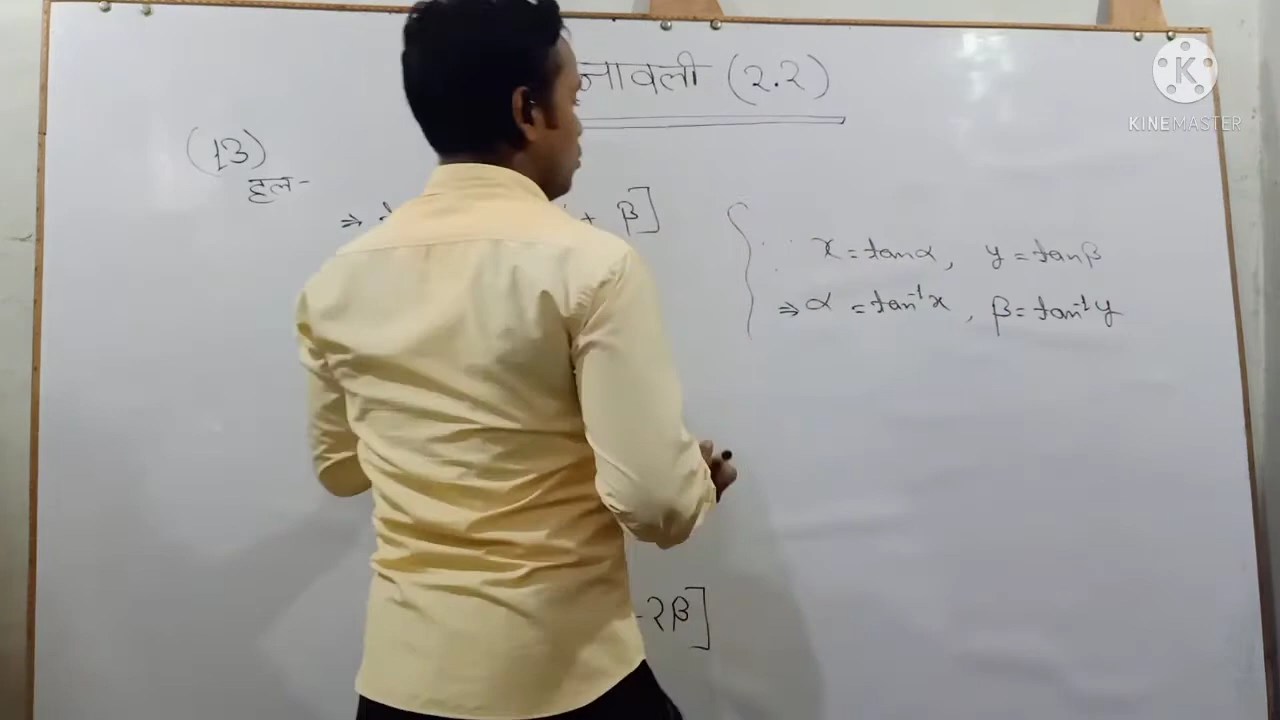 नावली (२.२)
(13)
हल-
⇒ + β]
x = tanα, y = tanβ
⇒ α = tan⁻¹x, β = tan⁻¹y
- २β]
KINEMASTER